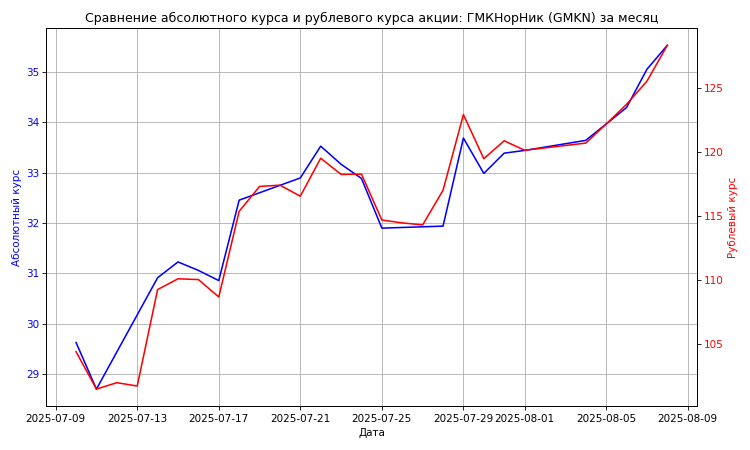 Сравнение абсолютного курса и рублевого курса акции: ГМКНорНик (GMKN) за месяц
35
34
33
32
31
30
29
Абсолютный курс
125
120
115
110
105
Рублевый курс
2025-07-09 2025-07-13 2025-07-17 2025-07-21 2025-07-25 2025-07-29 2025-08-01 2025-08-05 2025-08-09
Дата